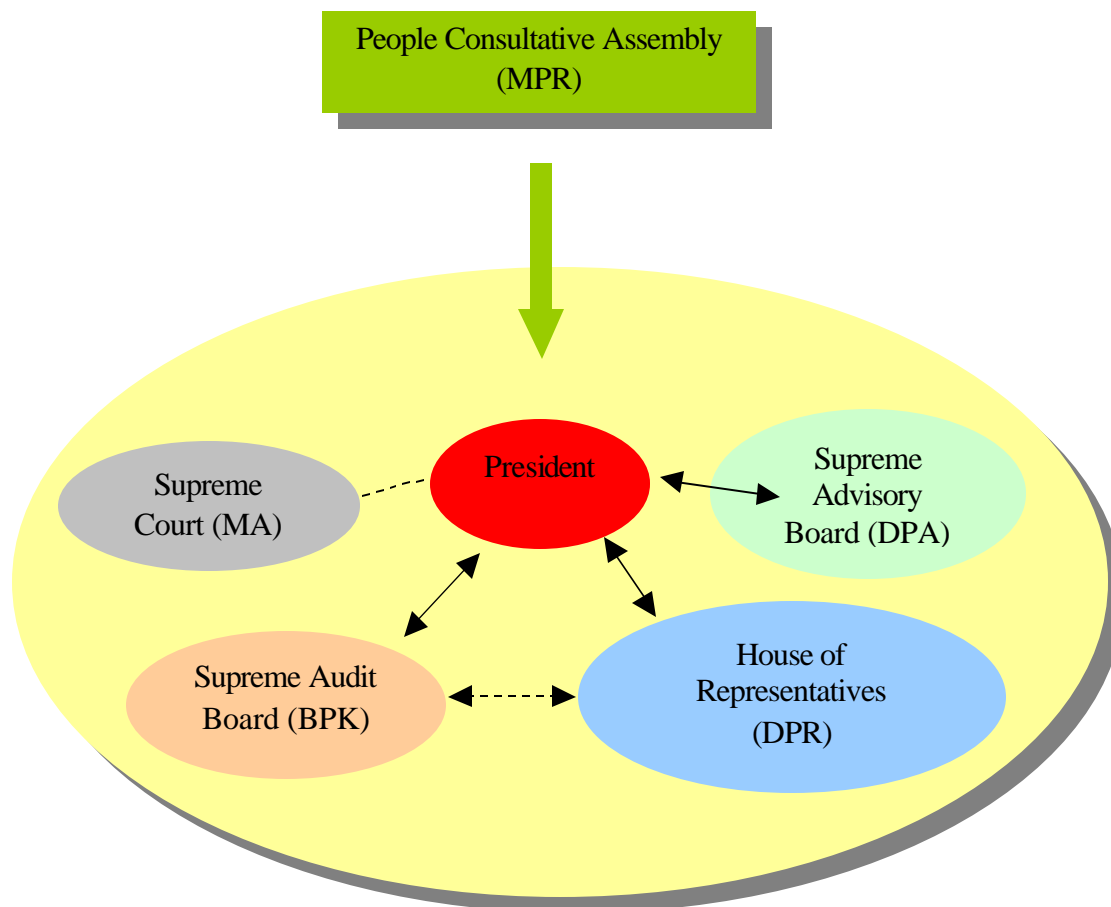 People Consultative Assembly
(MPR)
President
Supreme
Advisory
Board (DPA)
Supreme
Court (MA)
House of
Representatives
(DPR)
Supreme Audit
Board (BPK)